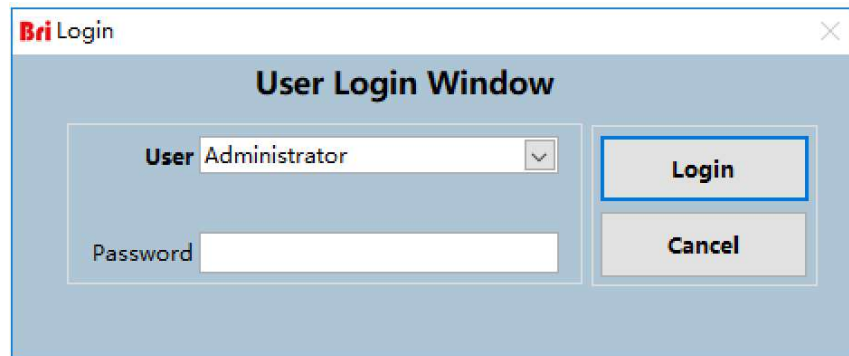 Bri Login
User Login Window
User Administrator
Login
Password
Cancel